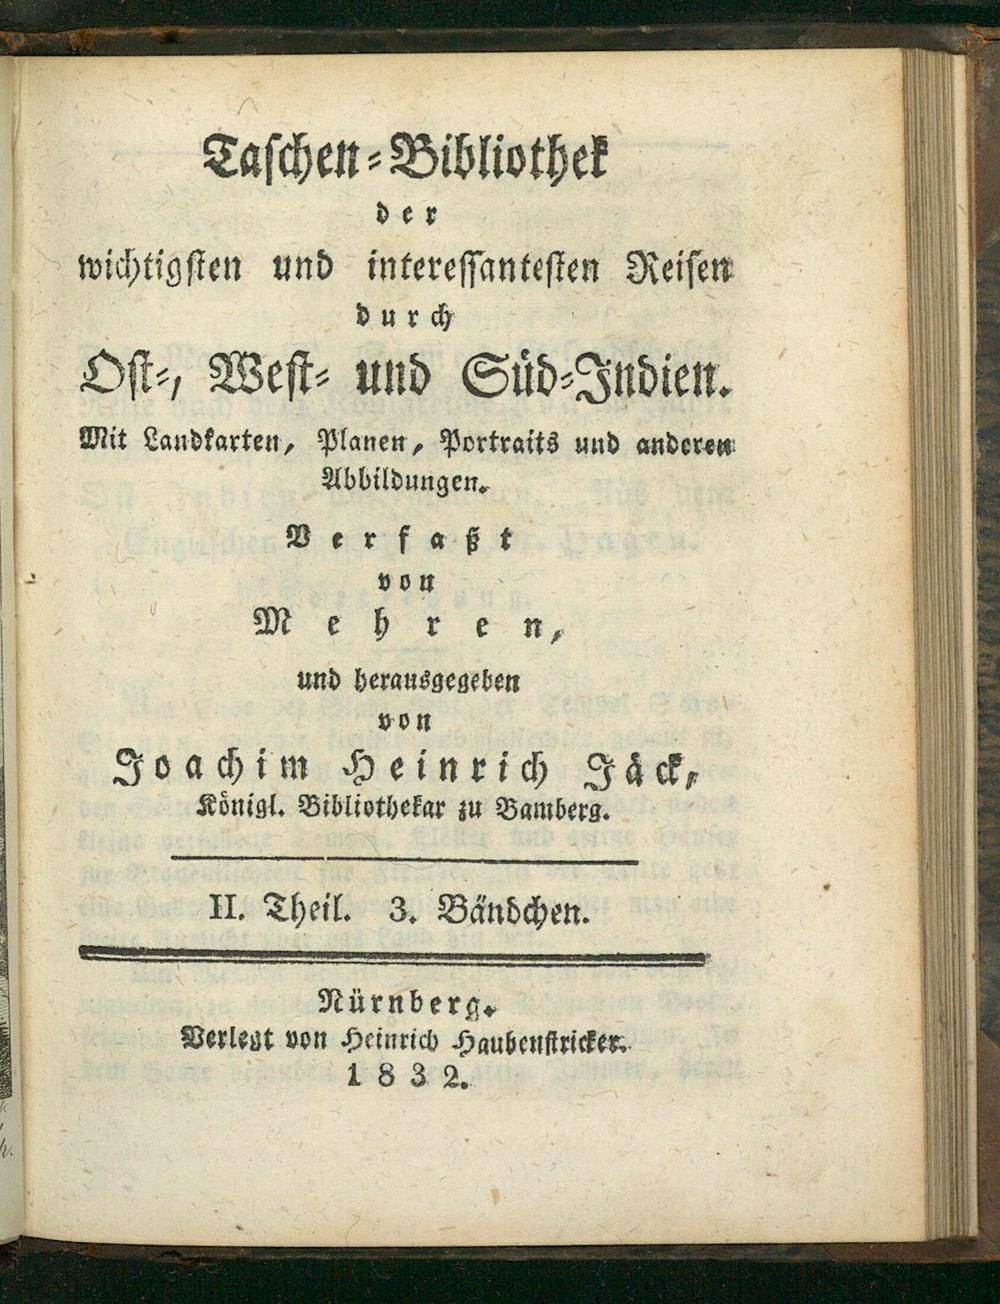 Taschen-Bibliothek
der
wichtigsten und interessantesten Reisen
durch
Ost-, West- und Süd-Indien.
Mit Landkarten, Planen, Portraits und anderen
Abbildungen.
Verfaßt
von
Mehren,
und herausgegeben
von
Joachim Heinrich Jäck,
Königl. Bibliothekar zu Bamberg.
II. Theil. 3. Bändchen.
Nürnberg.
Verlegt von Heinrich Haubenstricker.
1832.